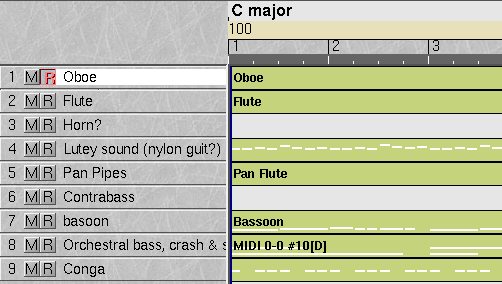 C major
100
1 2 3
1 M R Oboe Oboe
2 M R Flute Flute
3 M R Horn?
4 M R Lutey sound (nylon guit?)
5 M R Pan Pipes Pan Flute
6 M R Contrabass
7 M R basoon Bassoon
8 M R Orchestral bass, crash & s MIDI 0-0 #10[D]
9 M R Conga